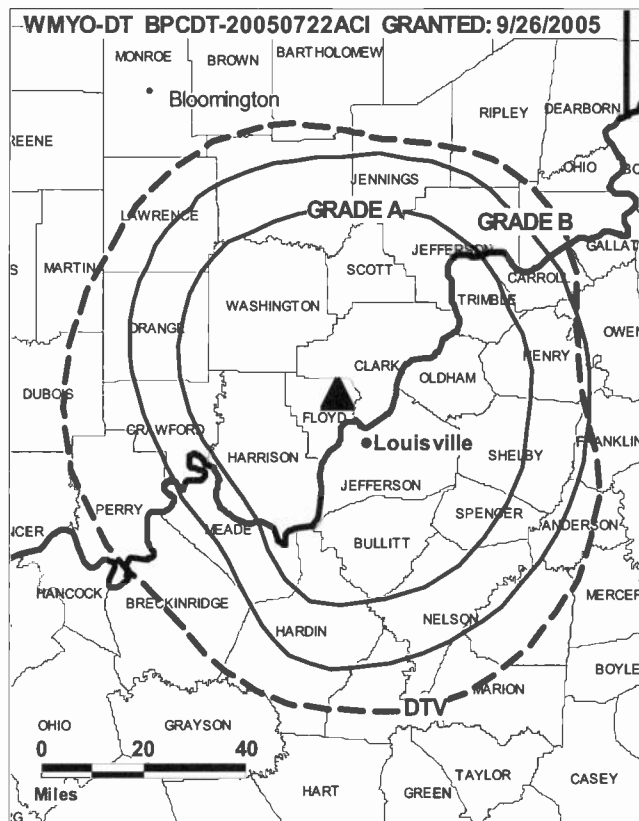 WMYO-DT BPCDT-20050722ACI GRANTED: 9/26/2005
MONROE
BROWN
BARTHOLOMEW
Bloomington
RIPLEY
DEARBORN
REENE
OHIO
JENNINGS
LAWRENCE
GRADE A
GRADE B
JEFFERSON
GALLAT
MARTIN
SCOTT
CARROLL
WASHINGTON
TRIMBLE
ORANGE
OWEN
HENRY
CLARK
OLDHAM
DUBOIS
FLOYD
CRAWFORD
Louisville
FRANKLIN
HARRISON
SHELBY
JEFFERSON
PERRY
SPENCER
ANDERSON
NCER
MEADE
BULLITT
HANCOCK
BRECKINRIDGE
MERCER
NELSON
HARDIN
BOYLE
MARION
DTV
OHIO
GRAYSON
0 20 40
Miles
TAYLOR
CASEY
HART
GREEN